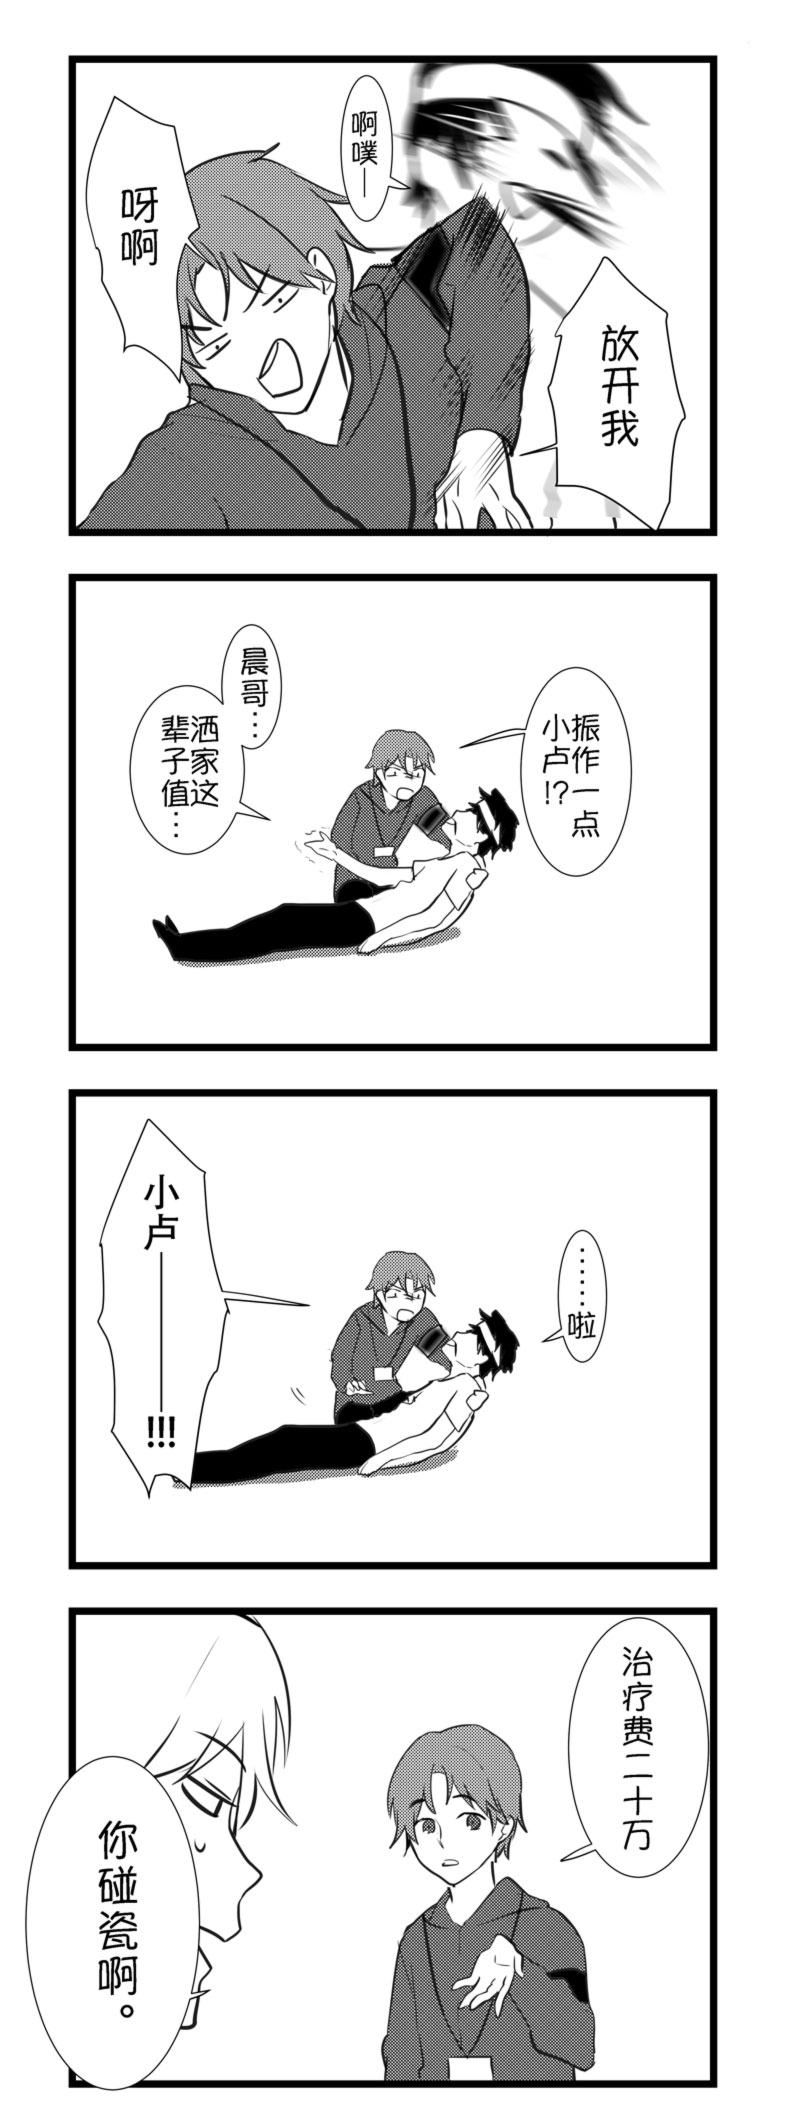 呀啊
啊噗—
放开我
振作一点
小卢!?
晨哥…
洒家这
辈子值…
小卢——!!!
……啦
治疗费二十万
你碰瓷啊。